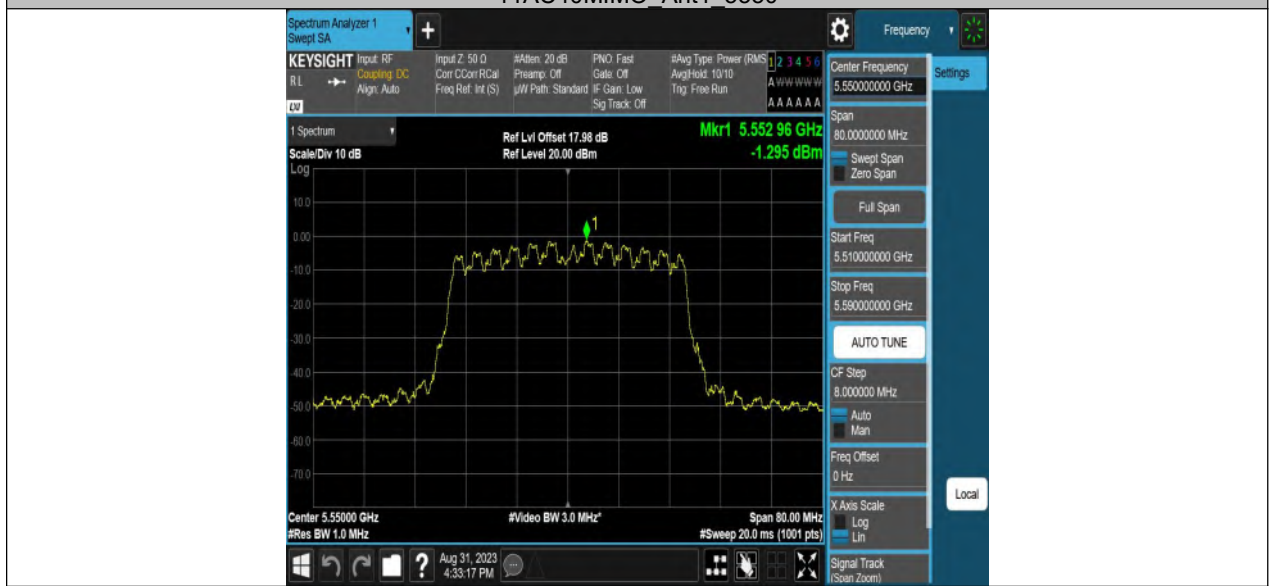 Spectrum Analyzer 1
Swept SA
+
Frequency
KEYSIGHT
RL
LXI
Input: RF
Coupling: DC
Align: Auto
Input Z: 50 Ω
Corr CCorr RCal
Freq Ref: Int (S)
#Atten: 20 dB
Preamp: Off
µW Path: Standard
PNO: Fast
Gate: Off
IF Gain: Low
Sig Track: Off
#Avg Type: Power (RMS
Avg|Hold: 10/10
Trig: Free Run
1 2 3 4 5 6
A W W W W W
A A A A A A
1 Spectrum
Scale/Div 10 dB
Log
Ref Lvl Offset 17.98 dB
Ref Level 20.00 dBm
Mkr1 5.552 96 GHz
-1.295 dBm
1
10.0
0.00
-10.0
-20.0
-30.0
-40.0
-50.0
-60.0
-70.0
Center 5.55000 GHz
#Res BW 1.0 MHz
#Video BW 3.0 MHz*
Span 80.00 MHz
#Sweep 20.0 ms (1001 pts)
Center Frequency
5.550000000 GHz
Settings
Span
80.0000000 MHz
Swept Span
Zero Span
Full Span
Start Freq
5.510000000 GHz
Stop Freq
5.590000000 GHz
AUTO TUNE
CF Step
8.000000 MHz
Auto
Man
Freq Offset
0 Hz
X Axis Scale
Log
Lin
Local
Signal Track
(Span Zoom)
?
Aug 31, 2023
4:33:17 PM